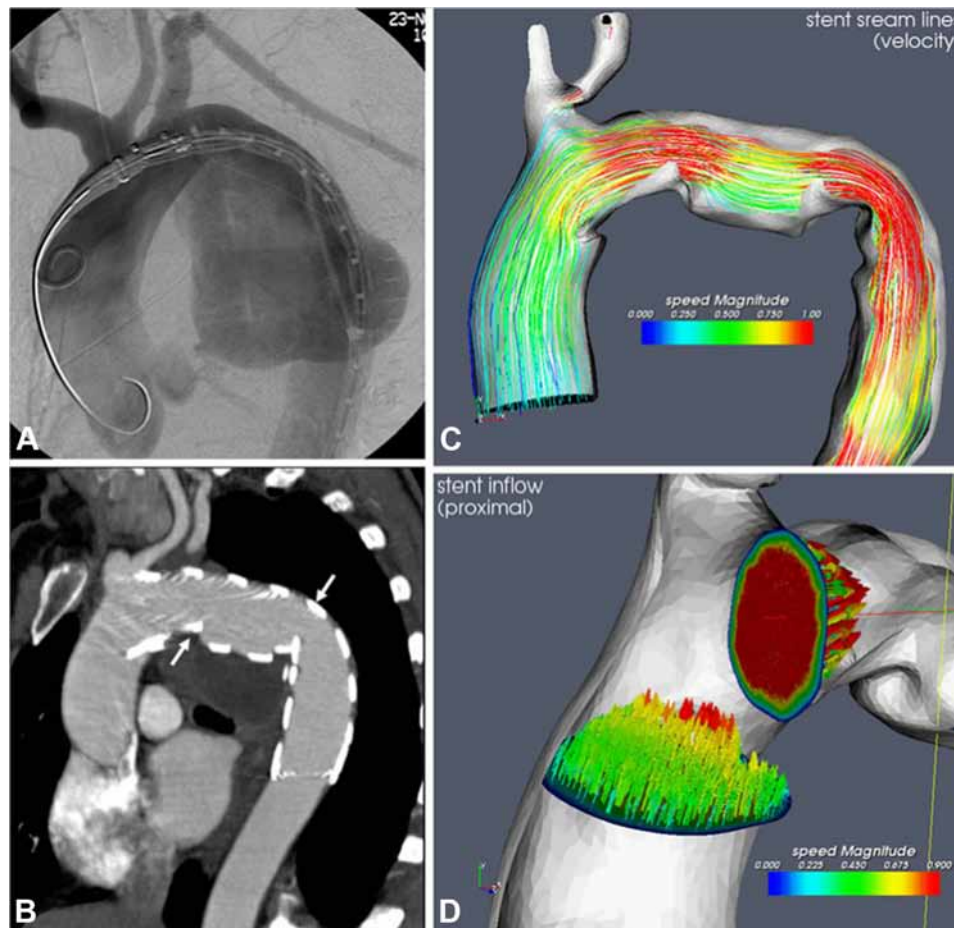 23-N
10
A
stent sream line
(velocity)
speed Magnitude
0.000 0.250 0.500 0.750 1.00
C
B
stent inflow
(proximal)
speed Magnitude
0.000 0.225 0.450 0.675 0.900
D